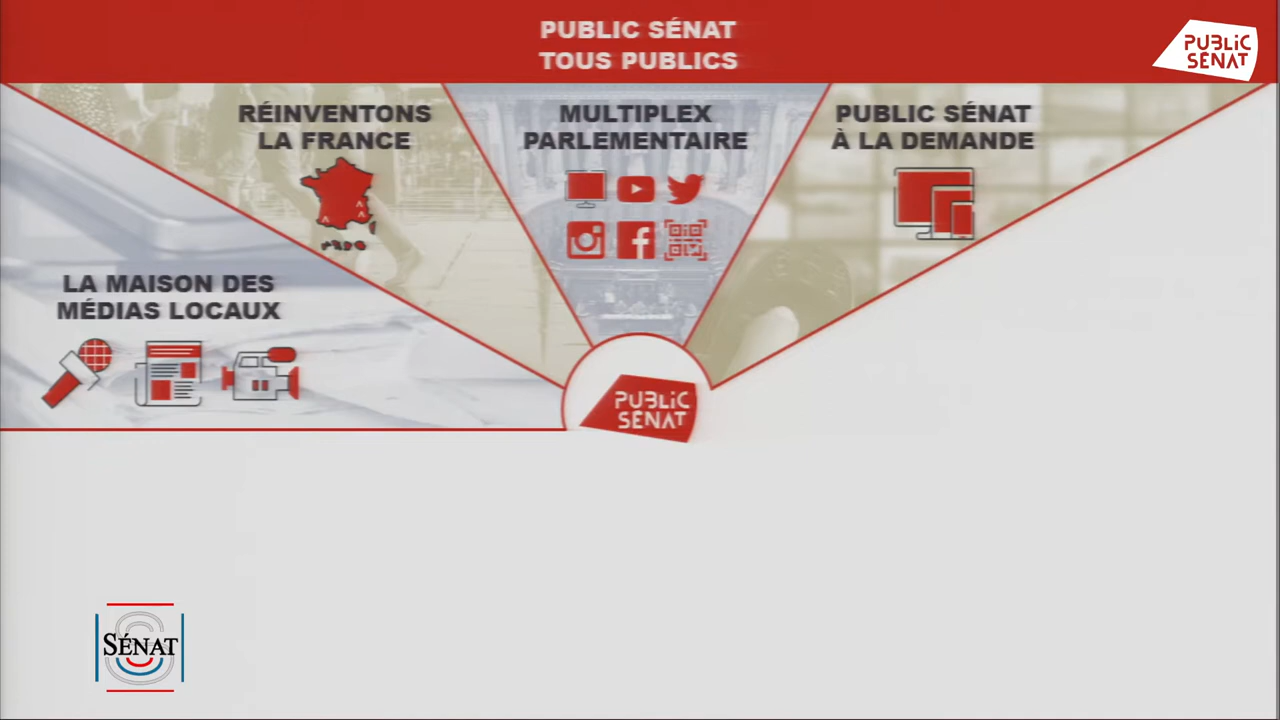 PUBLIC SÉNAT
TOUS PUBLICS
PUBLIC
SÉNAT
RÉINVENTONS
LA FRANCE
MULTIPLEX
PARLEMENTAIRE
PUBLIC SÉNAT
À LA DEMANDE
LA MAISON DES
MÉDIAS LOCAUX
PUBLIC
SÉNAT
SÉNAT